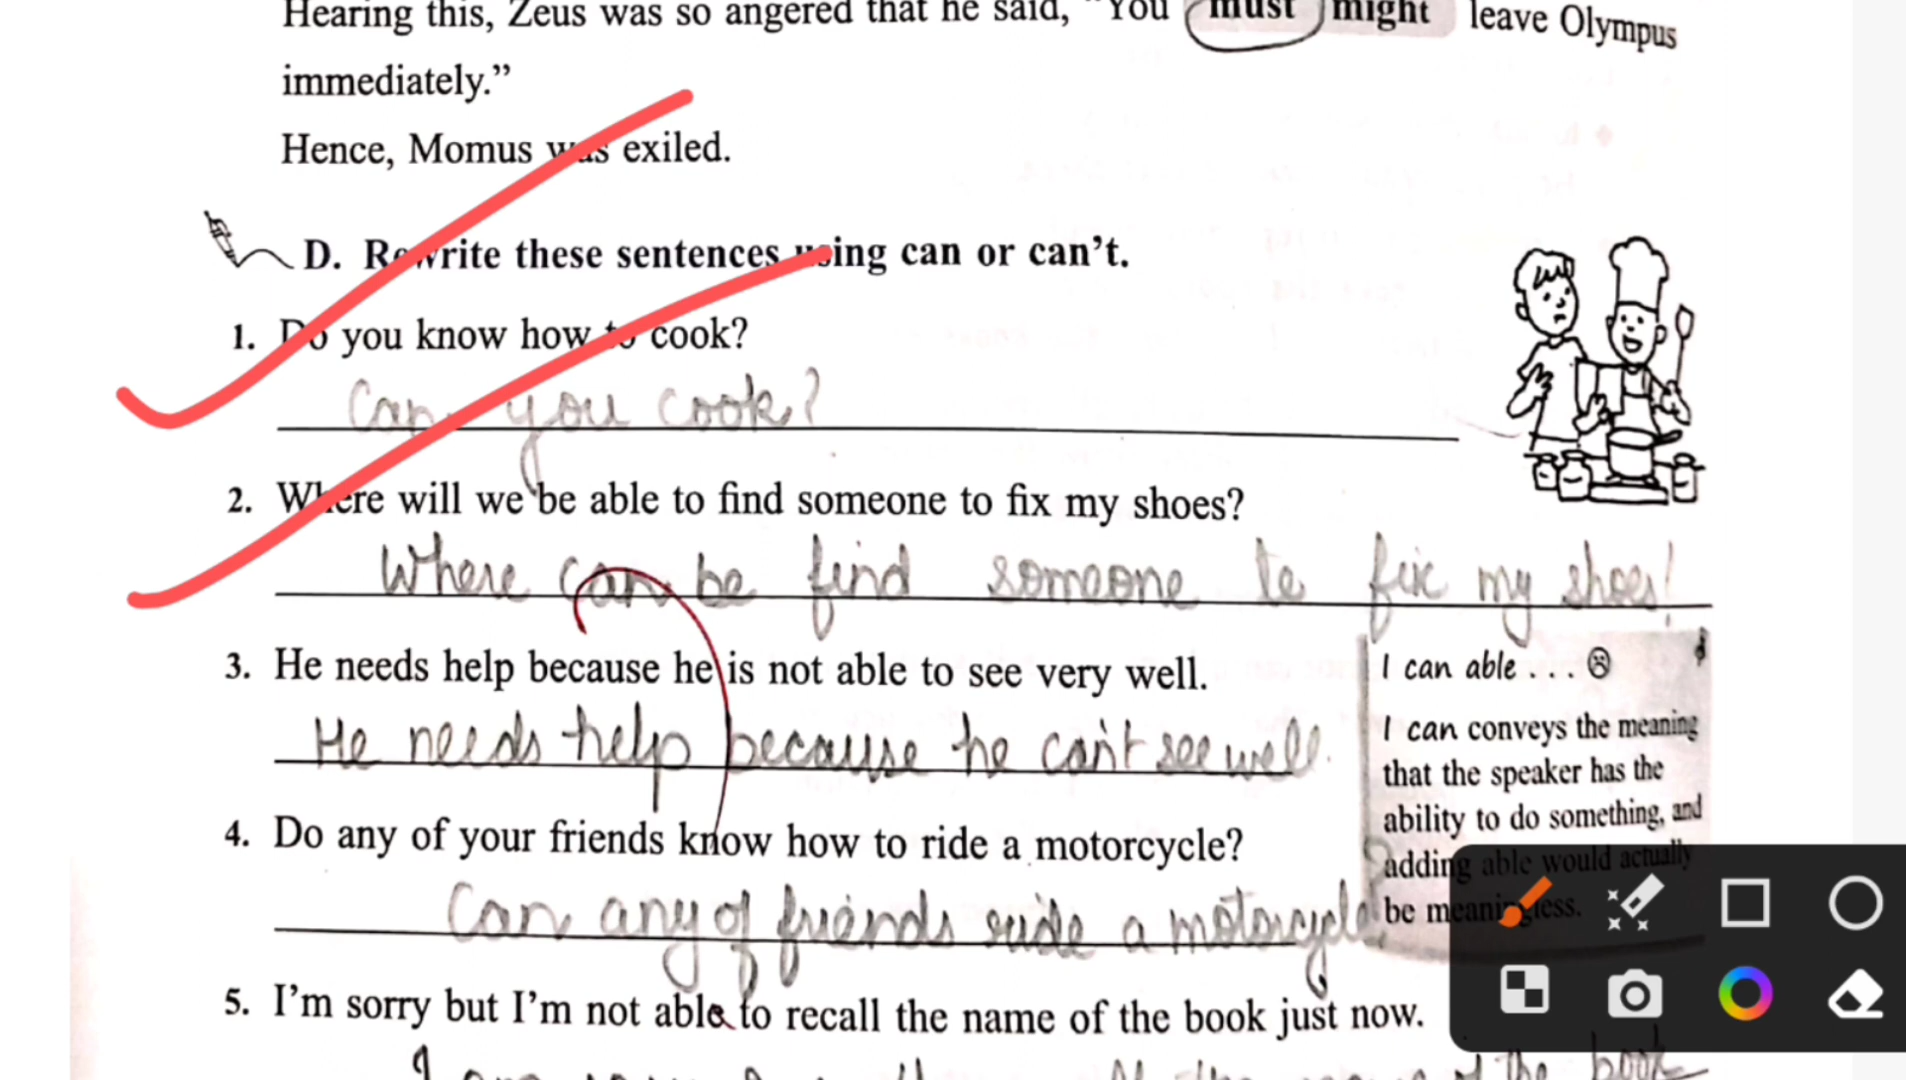 Hearing this, Zeus was so angered that he said, "You must might leave Olympus
immediately."
Hence, Momus was exiled.
D. Rewrite these sentences using can or can't.
1. Do you know how to cook?
Can you cook?
2. Where will we be able to find someone to fix my shoes?
Where can be find someone to fix my shoes!
3. He needs help because he is not able to see very well.
He needs help because he can't see well.
4. Do any of your friends know how to ride a motorcycle?
Can any of friends ride a motorcycle
I can able . . .
I can conveys the meaning
that the speaker has the
ability to do something, and
adding able would actually
be meaningless.
5. I'm sorry but I'm not able to recall the name of the book just now.
I the book